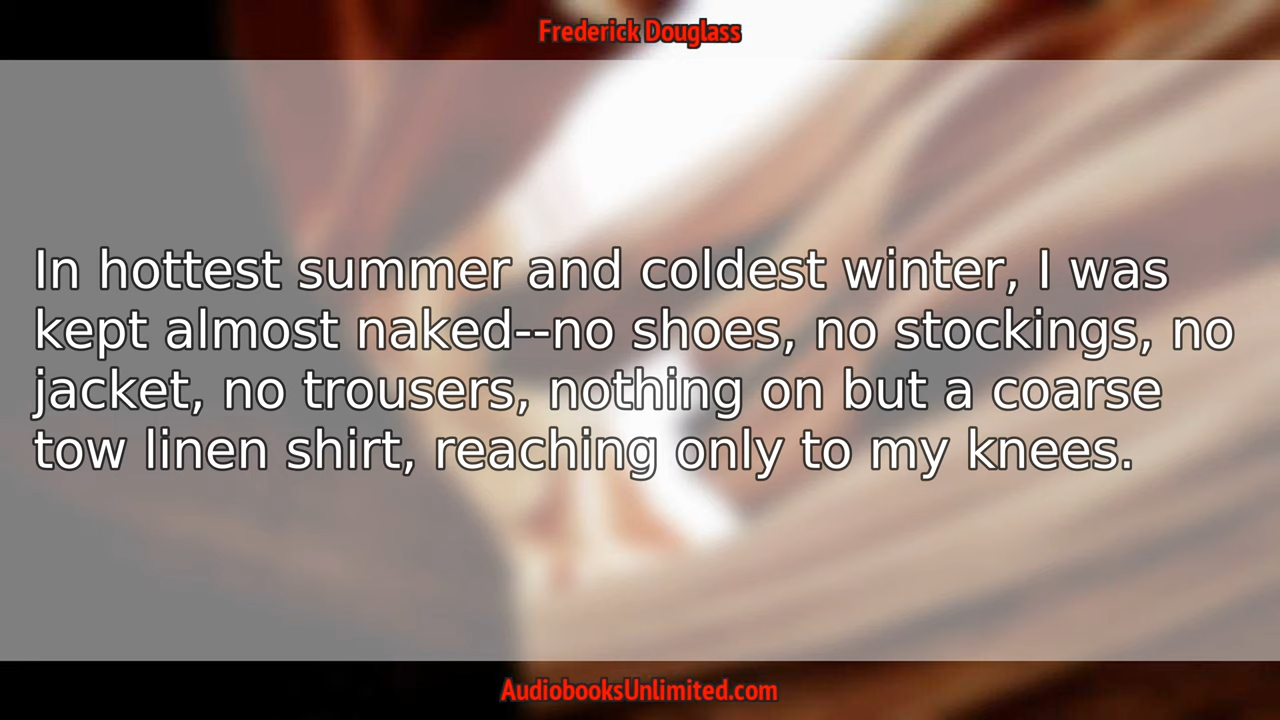 Frederick Douglass
In hottest summer and coldest winter, I was
kept almost naked--no shoes, no stockings, no
jacket, no trousers, nothing on but a coarse
tow linen shirt, reaching only to my knees.
AudiobooksUnlimited.com